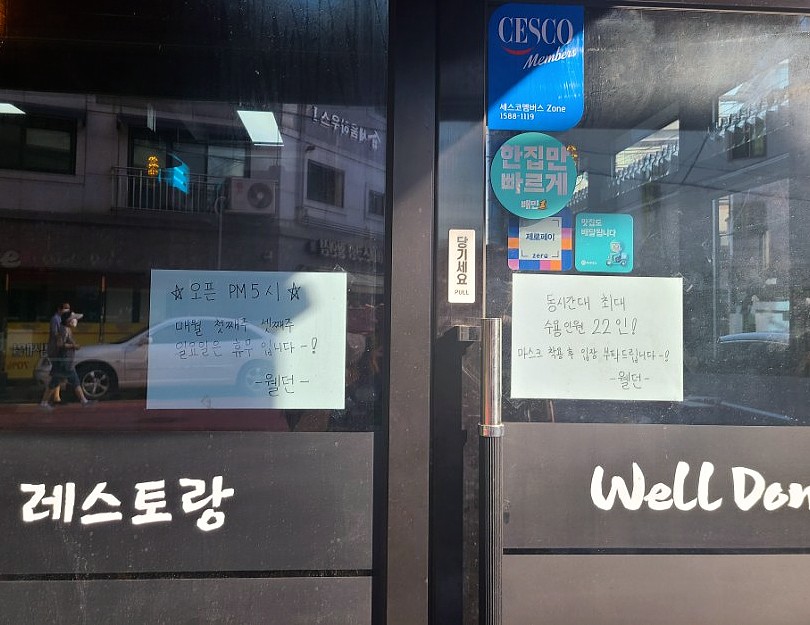 CESCO
Members
세스코멤버스 Zone
1588-1119
한집만
빠르게
배민1
제로페이
zero
맛집도
배달됩니다
당기세요
PULL
☆오픈 PM 5시☆
매월 첫째주 셋째주
일요일은 휴무 입니다-!
-웰던-
동시간대 최대
수용인원 22인!
마스크 착용 후 입장 부탁드립니다-!
-웰던-
레스토랑
Well Don